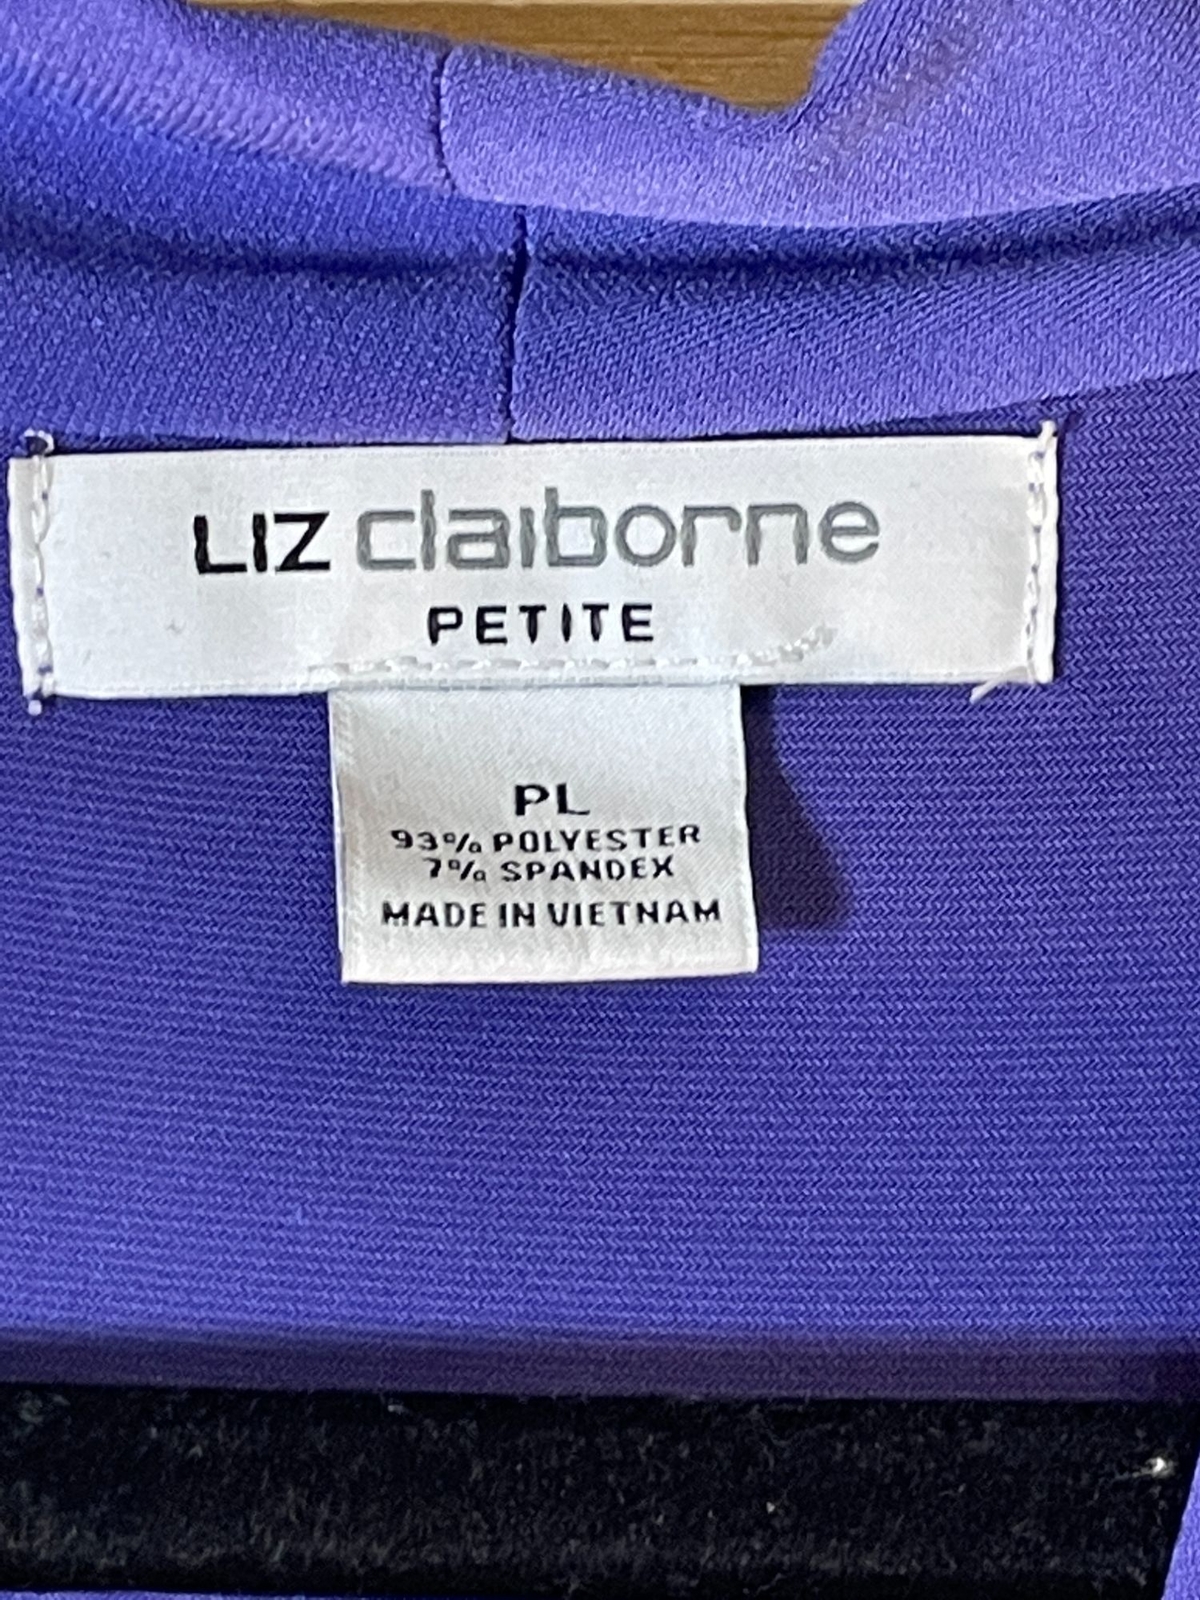 LIZ claiborne
PETITE
PL
93% POLYESTER
7% SPANDEX
MADE IN VIETNAM